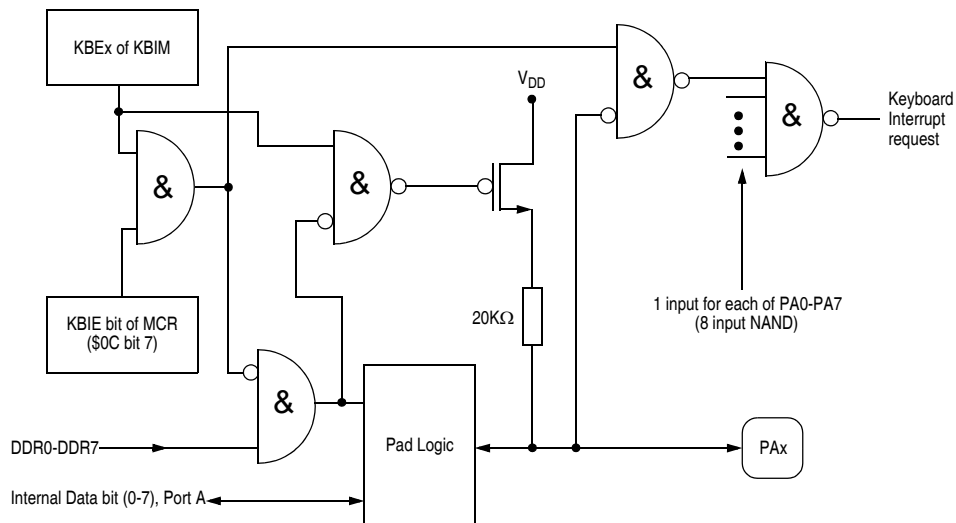 KBEx of KBIM
&
VDD
&
Keyboard
Interrupt
request
&
&
KBIE bit of MCR
($0C bit 7)
20KΩ
1 input for each of PA0-PA7
(8 input NAND)
&
DDR0-DDR7
Pad Logic
PAx
Internal Data bit (0-7), Port A